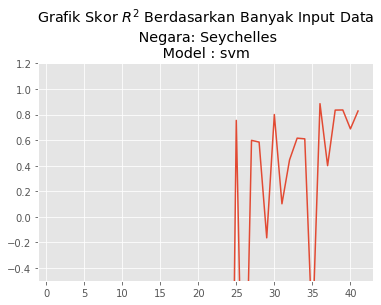 Grafik Skor R² Berdasarkan Banyak Input Data
Negara: Seychelles
Model : svm
1.2
1.0
0.8
0.6
0.4
0.2
0.0
−0.2
−0.4
0 5 10 15 20 25 30 35 40